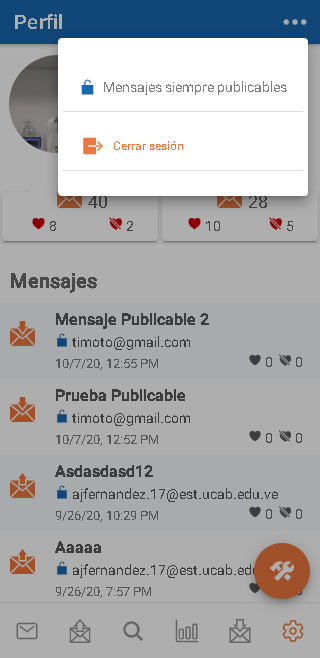 Perfil
Mensajes siempre publicables
Cerrar sesión
40
28
8
2
10
5
Mensajes
Mensaje Publicable 2
timoto@gmail.com
10/7/20, 12:55 PM
0
0
Prueba Publicable
timoto@gmail.com
10/7/20, 12:52 PM
0
0
Asdasdasd12
ajfernandez.17@est.ucab.edu.ve
9/26/20, 10:29 PM
0
0
Aaaaa
ajfernandez.17@est.ucab.edu
9/26/20, 7:57 PM
0
0